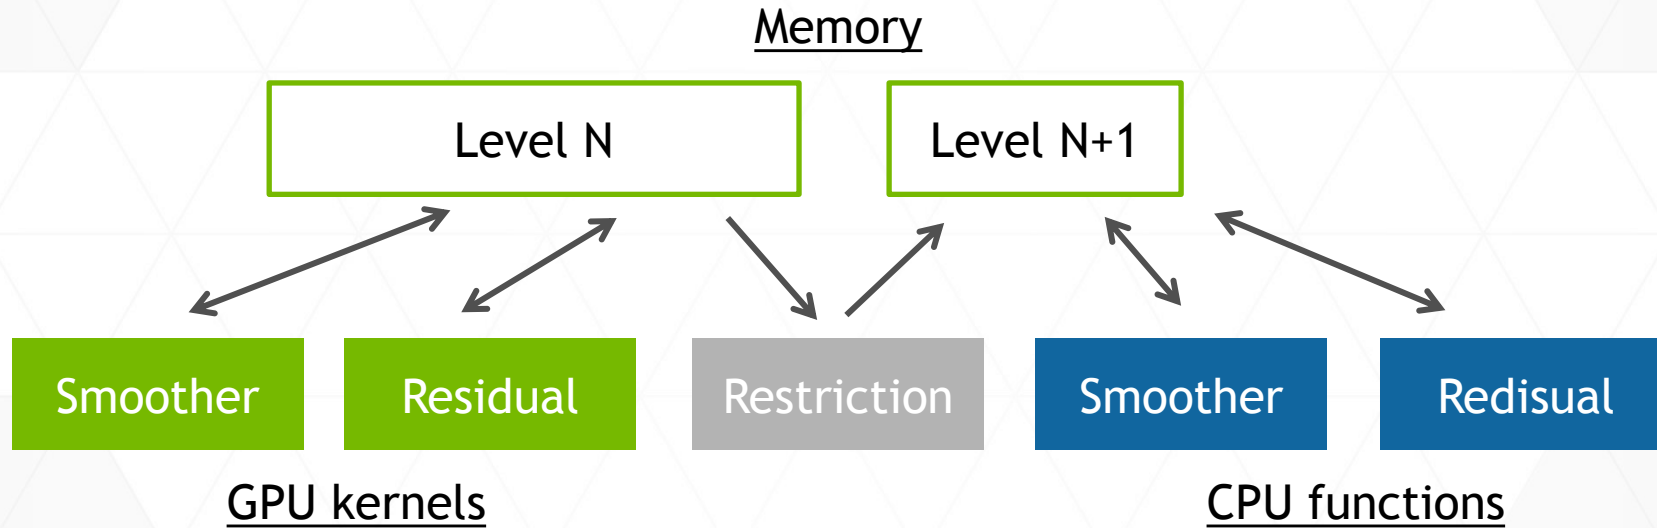 Memory
Level N
Level N+1
Smoother
Residual
Restriction
Smoother
Redisual
GPU kernels
CPU functions